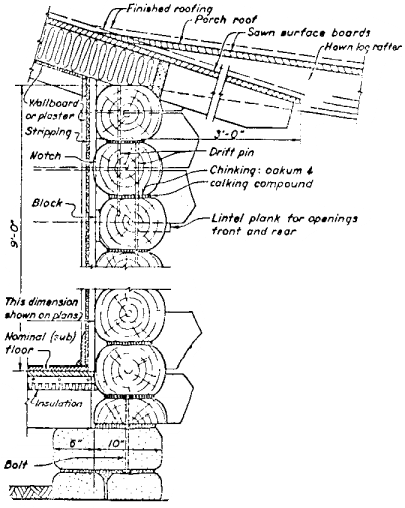 Finished roofing
Porch roof
Sawn surface boards
Hewn log rafter
Wallboard
or plaster
Stripping
3'-0"
Notch
Drift pin
Chinking: oakum &
calking compound
Block
Lintel plank for openings
front and rear
9'-0"
This dimension
shown on plans
Nominal (sub)
floor
Insulation
6"
10"
Bolt